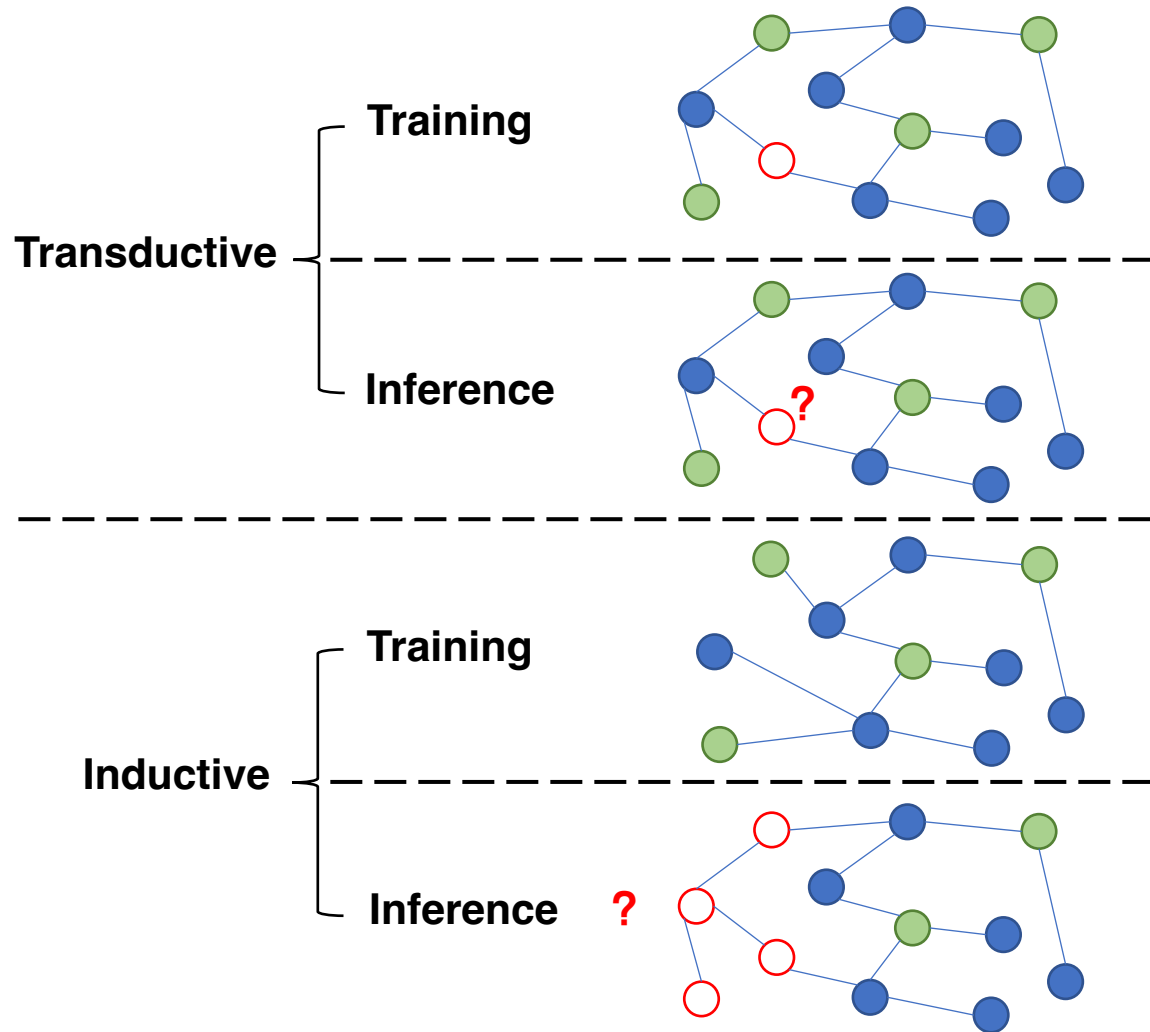 Training
Transductive
Inference
?
Training
Inductive
Inference
?